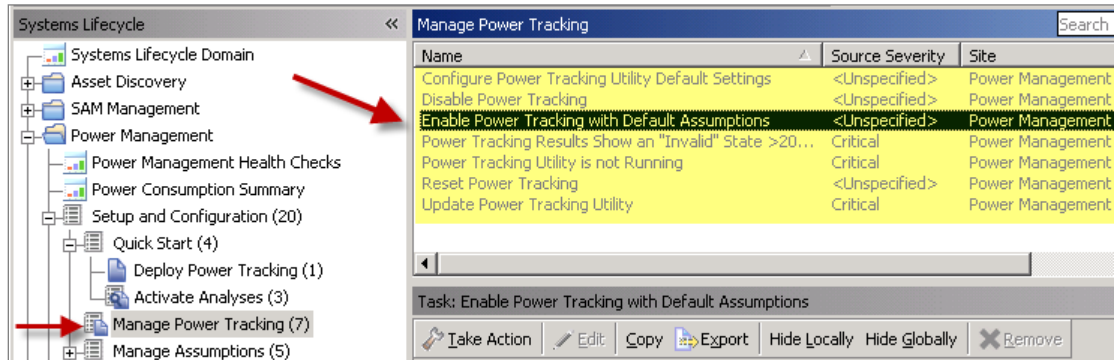 Systems Lifecycle «
Systems Lifecycle Domain
Asset Discovery
SAM Management
Power Management
Power Management Health Checks
Power Consumption Summary
Setup and Configuration (20)
Quick Start (4)
Deploy Power Tracking (1)
Activate Analyses (3)
Manage Power Tracking (7)
Manage Assumptions (5)
Manage Power Tracking Search
Name Source Severity Site
Configure Power Tracking Utility Default Settings <Unspecified> Power Management
Disable Power Tracking <Unspecified> Power Management
Enable Power Tracking with Default Assumptions <Unspecified> Power Management
Power Tracking Results Show an "Invalid" State >20... Critical Power Management
Power Tracking Utility is not Running Critical Power Management
Reset Power Tracking <Unspecified> Power Management
Update Power Tracking Utility Critical Power Management
Task: Enable Power Tracking with Default Assumptions
Take Action Edit Copy Export Hide Locally Hide Globally Remove